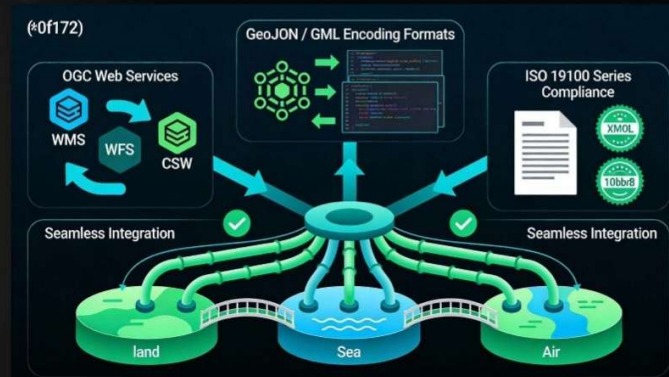 (*0f172)
GeoJON / GML Encoding Formats
OGC Web Services
WMS
WFS
CSW
ISO 19100 Series
Compliance
XMOL
10bbr8
Seamless Integration
Seamless Integration
land
Sea
Air